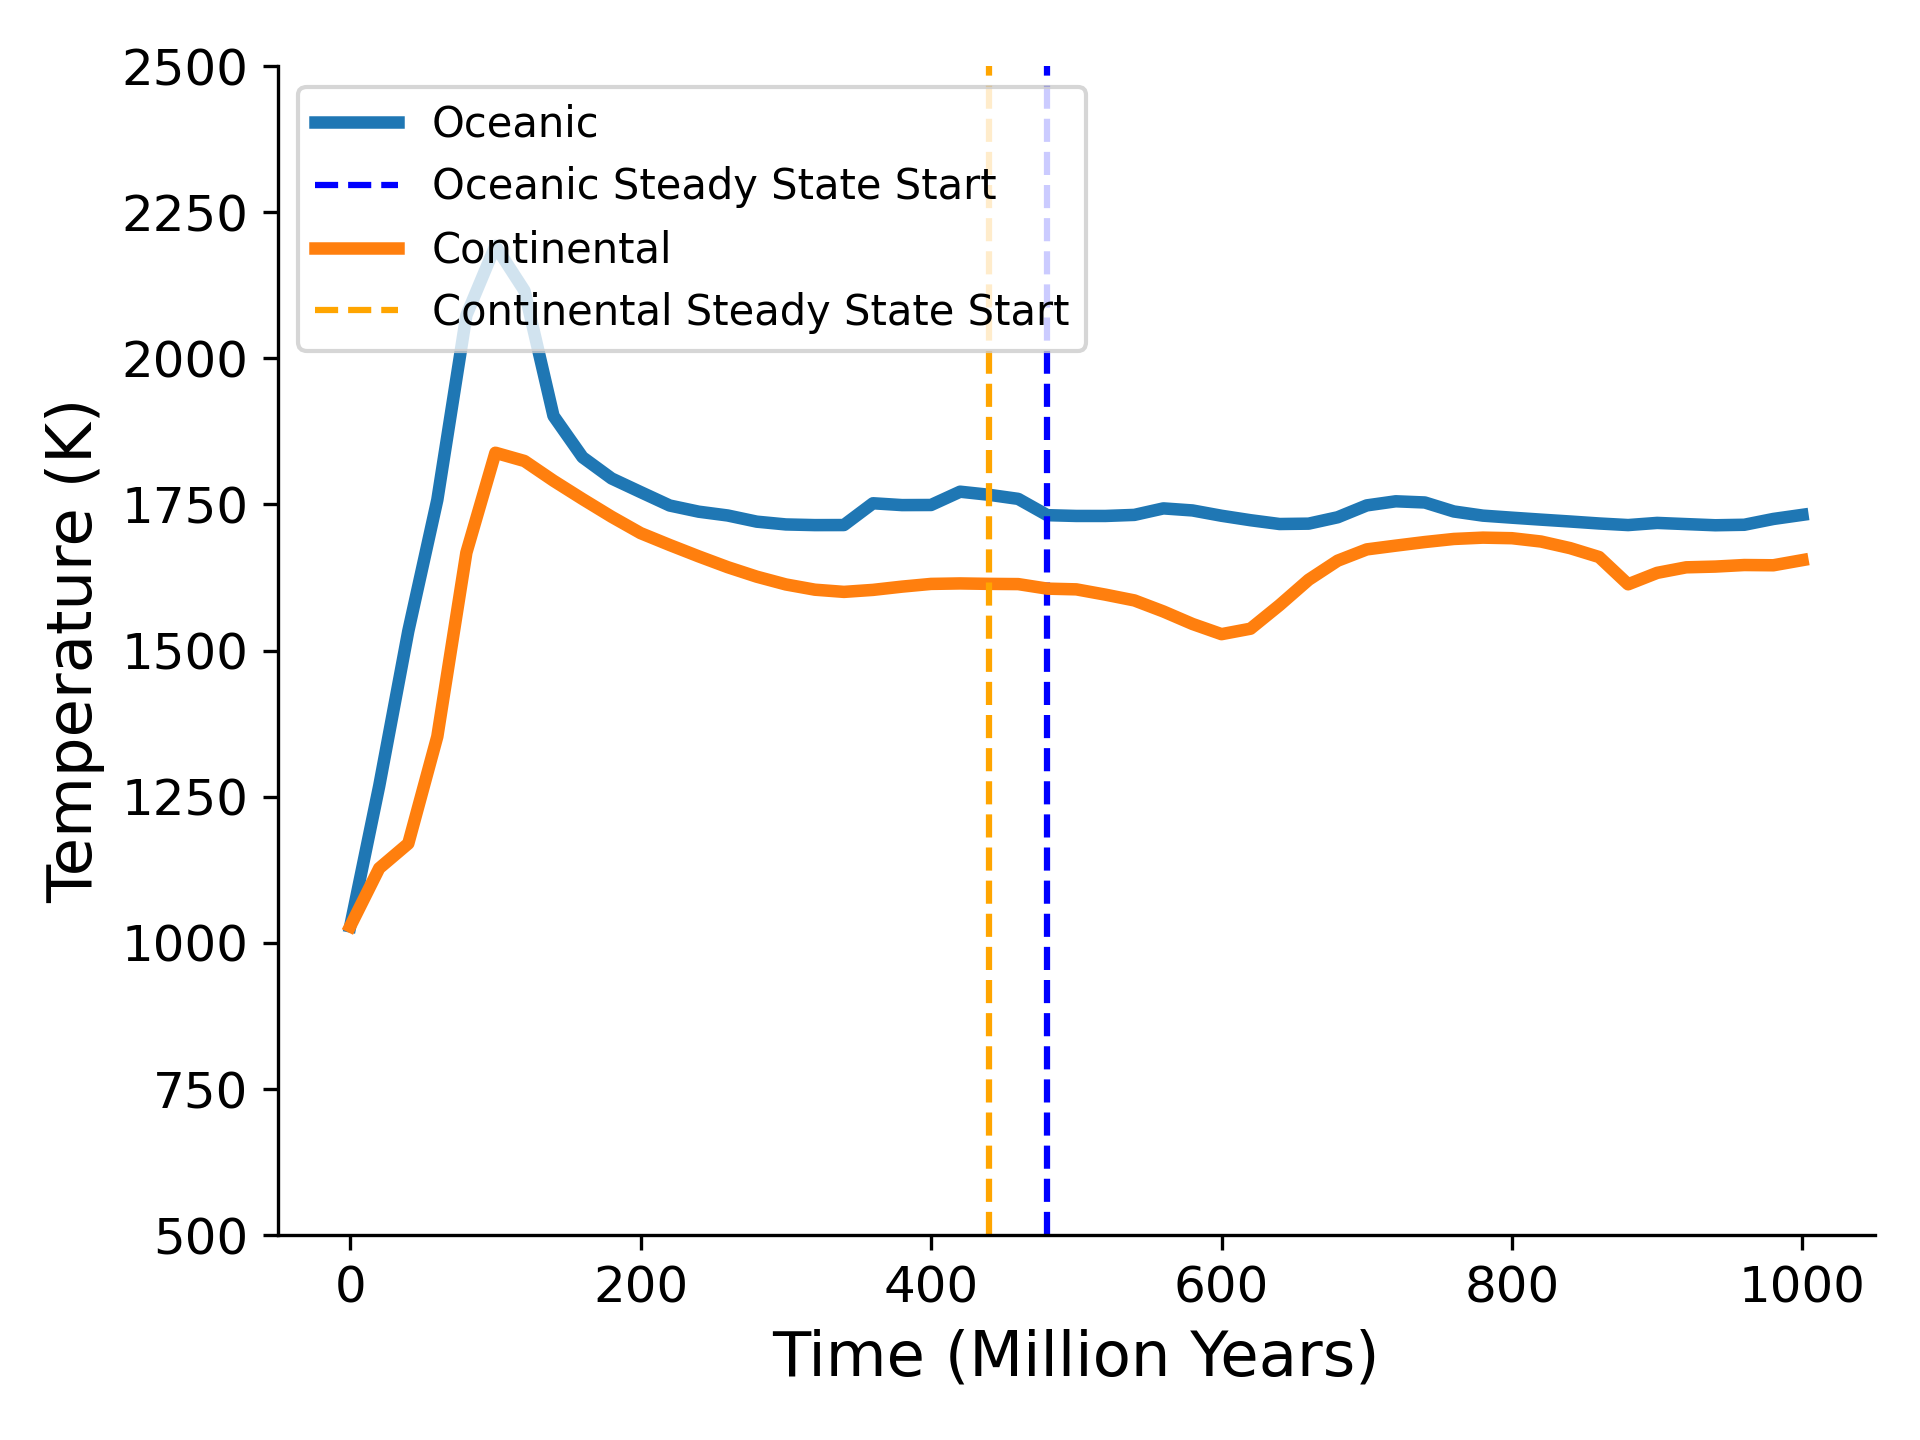 2500
2250
2000
1750
1500
1250
1000
750
500
Temperature (K)
Oceanic
Oceanic Steady State Start
Continental
Continental Steady State Start
0 200 400 600 800 1000
Time (Million Years)